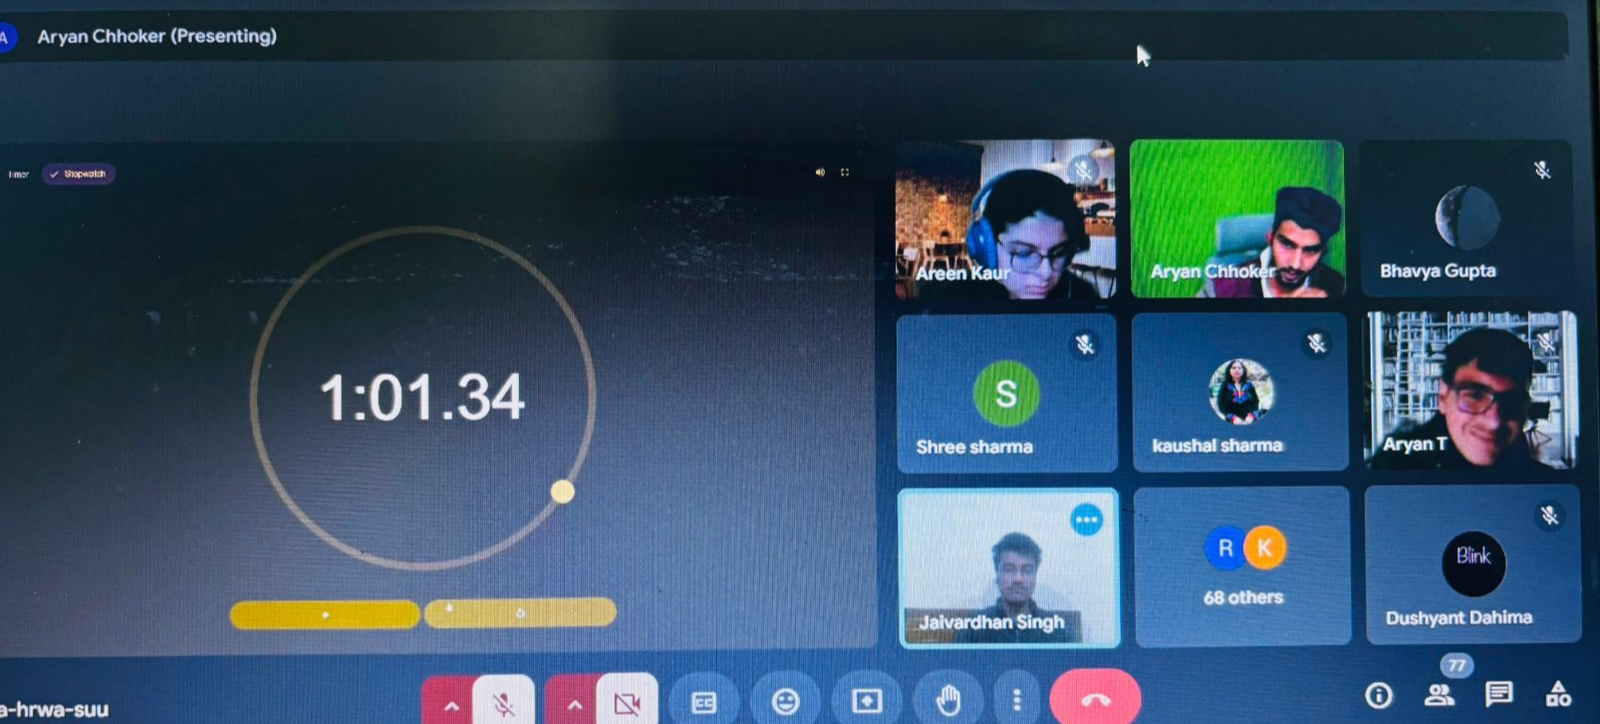 A
Aryan Chhoker (Presenting)
Timer
Stopwatch
1:01.34
Areen Kaur
Aryan Chhoker
Bhavya Gupta
S
Shree sharma
kaushal sharma
Aryan T
Jaivardhan Singh
R K
68 others
Blink
Dushyant Dahima
77
a-hrwa-suu
CC